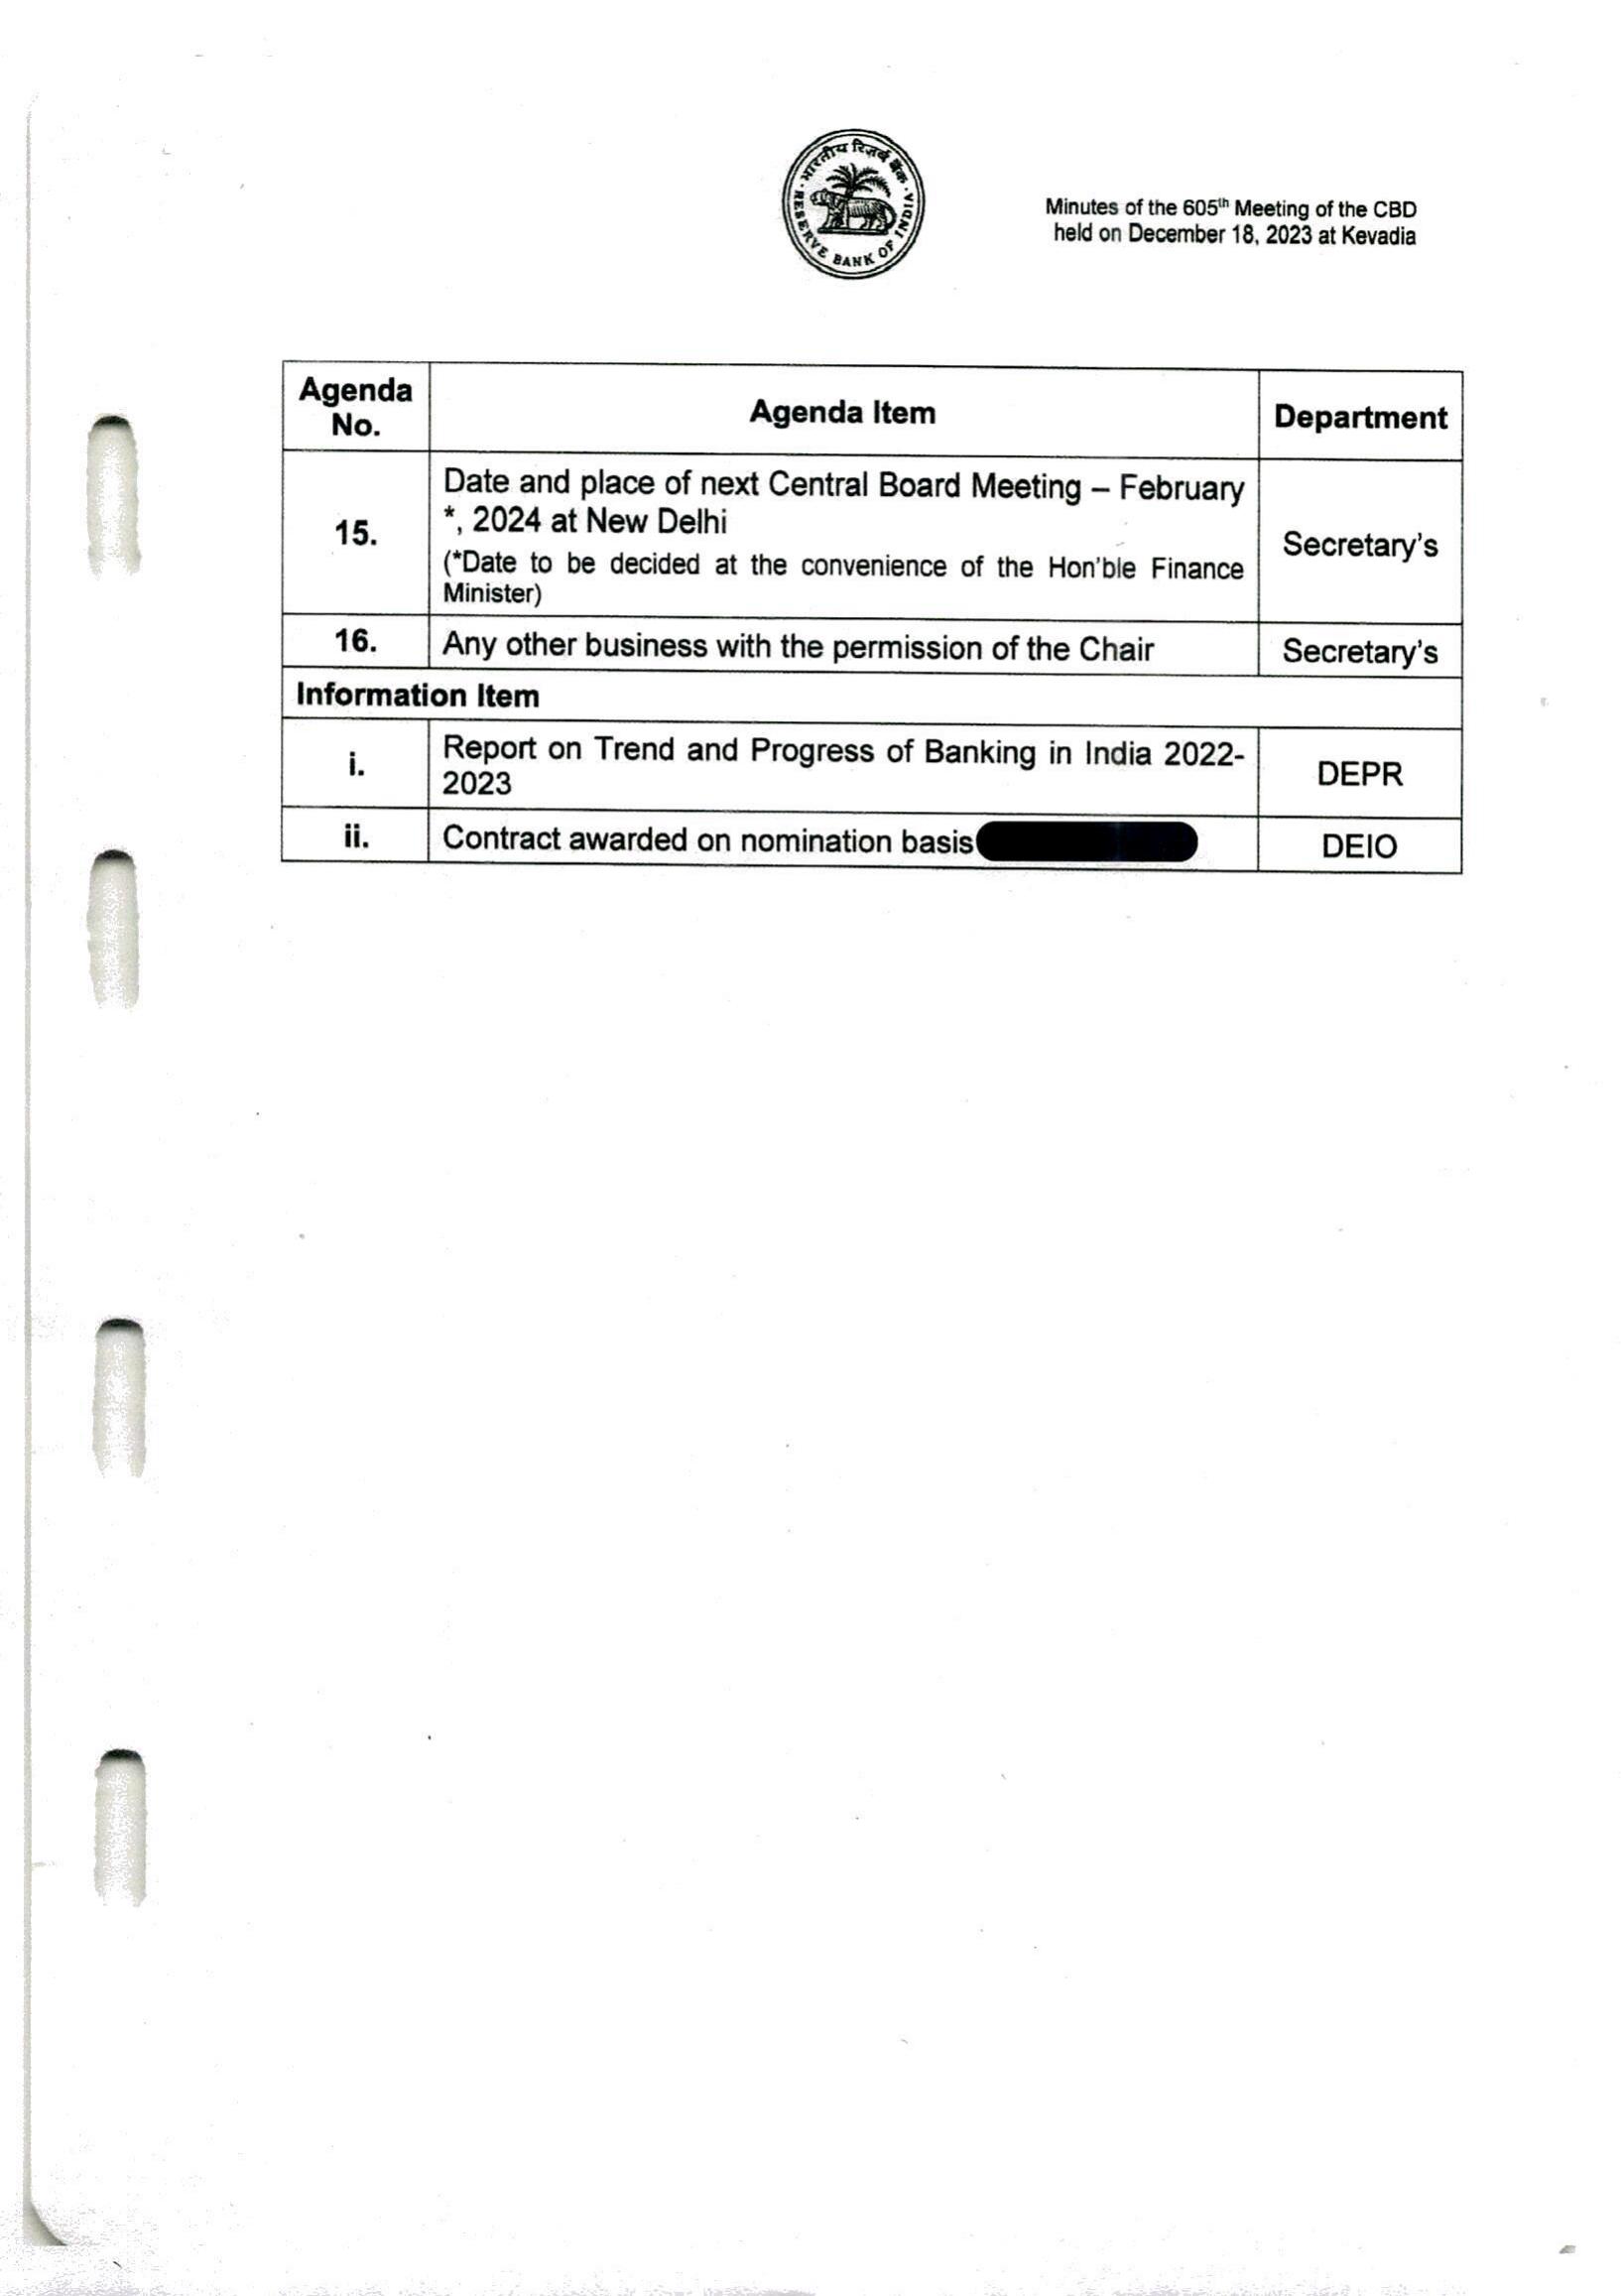 भारतीय रिज़र्व बैंक
RESERVE BANK OF INDIA
Minutes of the 605th Meeting of the CBD
held on December 18, 2023 at Kevadia
Agenda
No.
Agenda Item
Department
15.
Date and place of next Central Board Meeting – February
*, 2024 at New Delhi
(*Date to be decided at the convenience of the Hon'ble Finance
Minister)
Secretary's
16.
Any other business with the permission of the Chair
Secretary's
Information Item
i.
Report on Trend and Progress of Banking in India 2022-
2023
DEPR
ii.
Contract awarded on nomination basis
DEIO